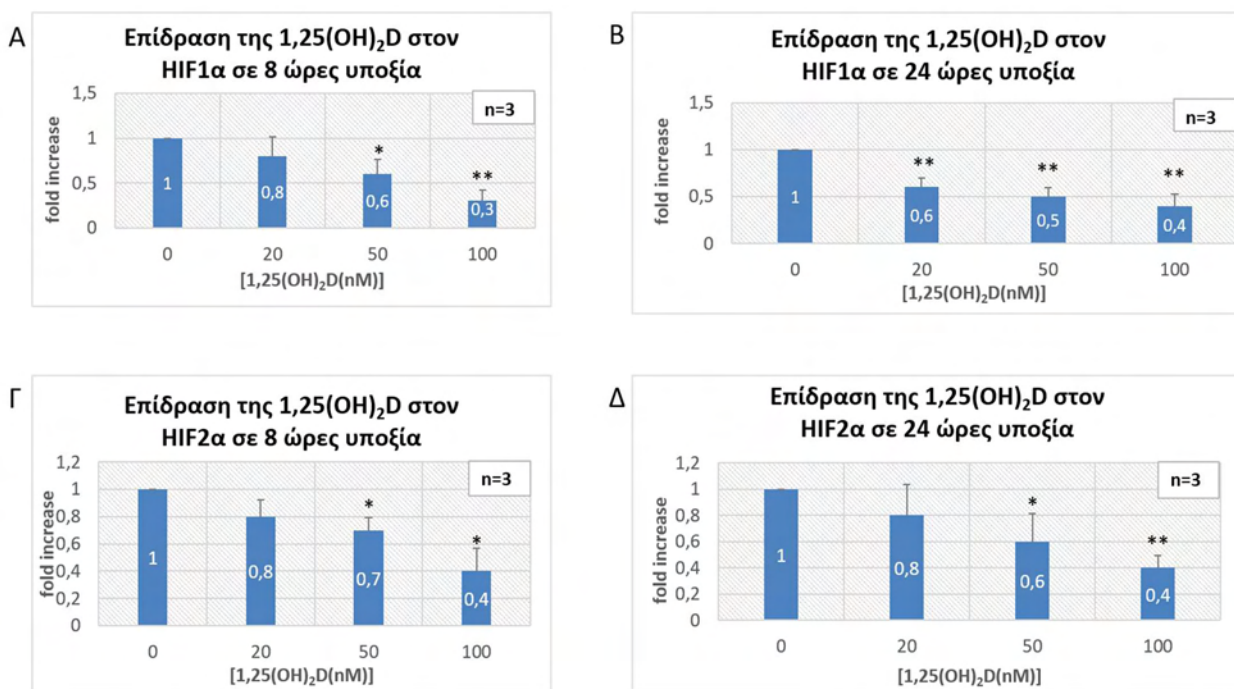 Α
Επίδραση της 1,25(OH)₂D στον
HIF1α σε 8 ώρες υποξία
n=3
fold increase
1,5
1
0,5
0
*
**
1
0,8
0,6
0,3
0
20
50
100
[1,25(OH)₂D(nM)]
Β
Επίδραση της 1,25(OH)₂D στον
HIF1α σε 24 ώρες υποξία
n=3
fold increase
1,5
1
0,5
0
**
**
**
1
0,6
0,5
0,4
0
20
50
100
[1,25(OH)₂D(nM)]
Γ
Επίδραση της 1,25(OH)₂D στον
HIF2α σε 8 ώρες υποξία
n=3
fold increase
1,2
1
0,8
0,6
0,4
0,2
0
*
*
1
0,8
0,7
0,4
0
20
50
100
[1,25(OH)₂D(nM)]
Δ
Επίδραση της 1,25(OH)₂D στον
HIF2α σε 24 ώρες υποξία
n=3
fold increase
1,2
1
0,8
0,6
0,4
0,2
0
*
**
1
0,8
0,6
0,4
0
20
50
100
[1,25(OH)₂D(nM)]